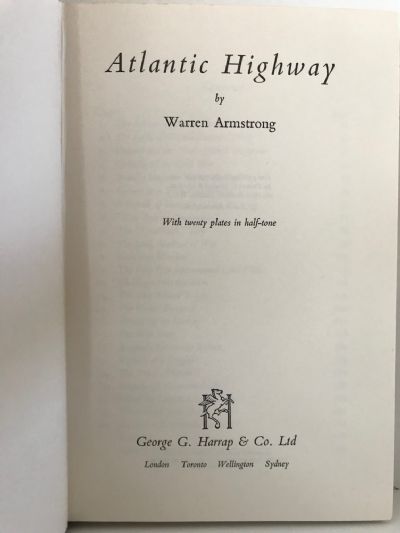 Atlantic Highway
by
Warren Armstrong
With twenty plates in half-tone
George G. Harrap & Co. Ltd
London Toronto Wellington Sydney